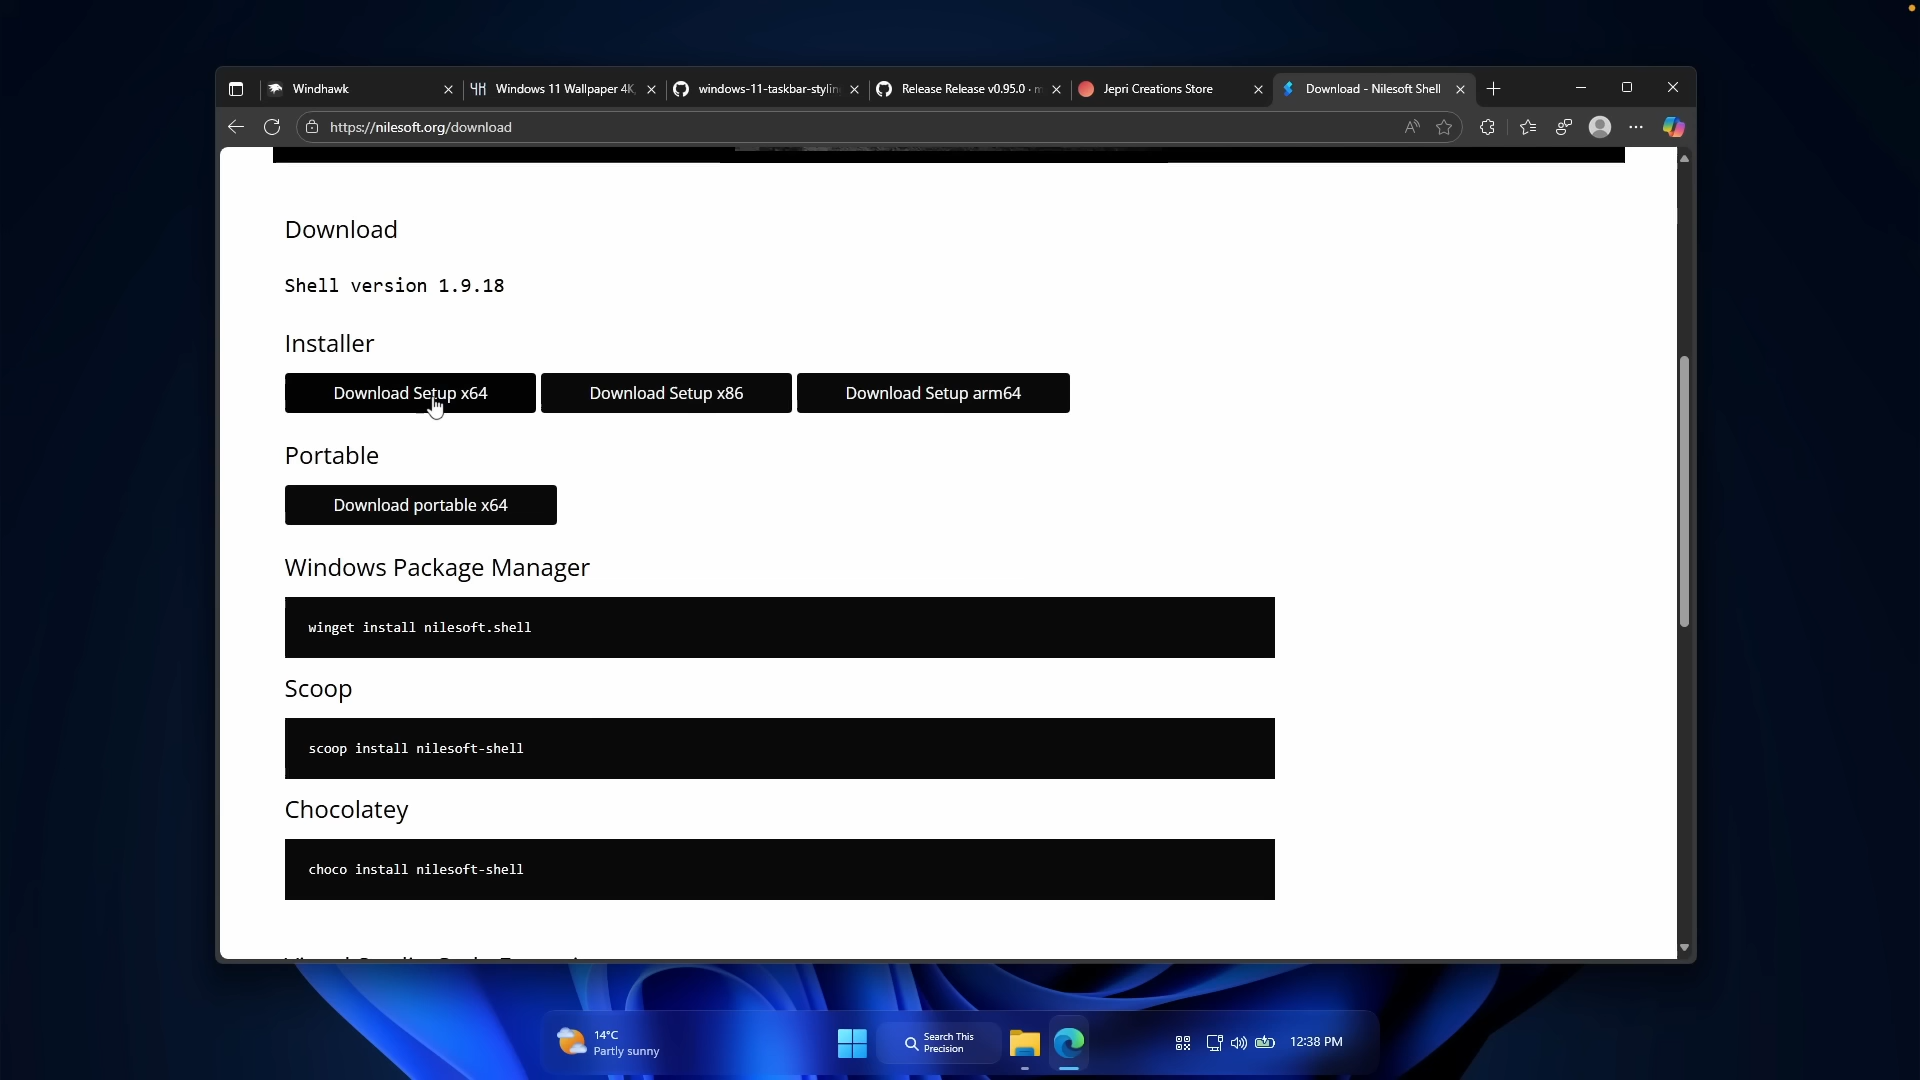 Windhawk
Windows 11 Wallpaper 4K,
windows-11-taskbar-stylin
Release Release v0.95.0 · m
Jepri Creations Store
Download - Nilesoft Shell
https://nilesoft.org/download
Download
Shell version 1.9.18
Installer
Download Setup x64
Download Setup x86
Download Setup arm64
Portable
Download portable x64
Windows Package Manager
winget install nilesoft.shell
Scoop
scoop install nilesoft-shell
Chocolatey
choco install nilesoft-shell
14°C
Partly sunny
Search This
Precision
12:38 PM